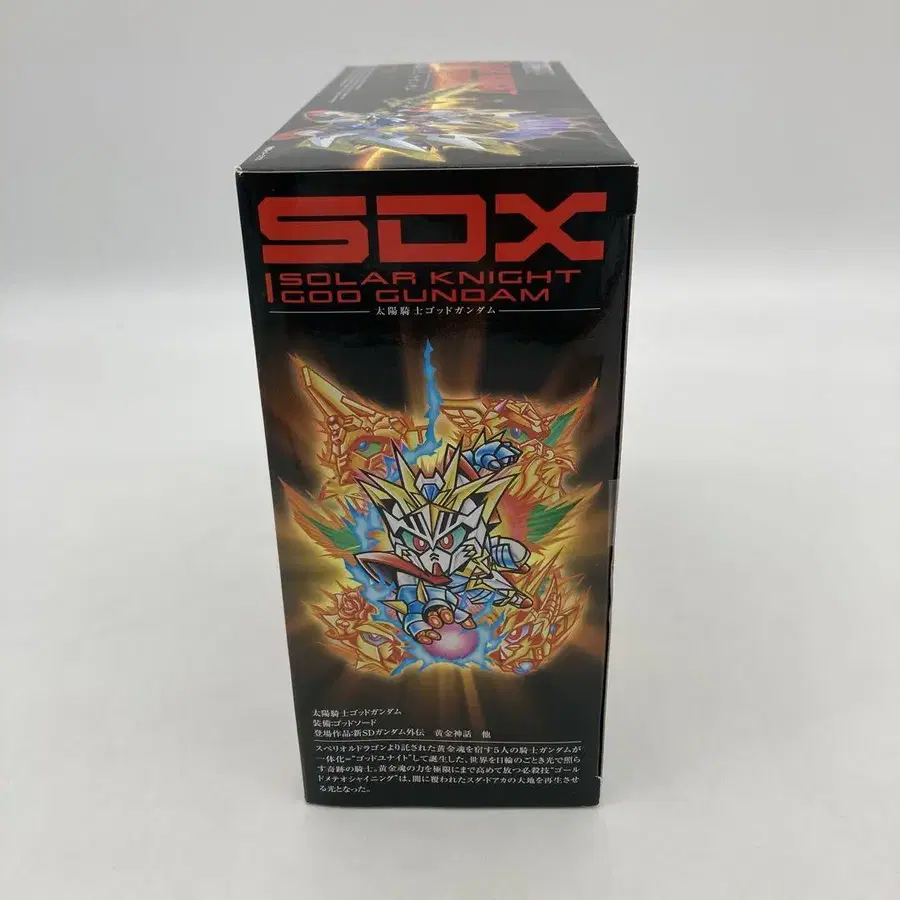 SDX
SOLAR KNIGHT
GOD GUNDAM
太陽騎士ゴッドガンダム
太陽騎士ゴッドガンダム
装備:ゴッドソード
登場作品:新SDガンダム外伝 黄金神話 他
スペリオルドラゴンより託された黄金魂を宿す5人の騎士ガンダムが
一体化="ゴッドユナイト"して誕生した、世界を日輪のごとき光で照ら
す奇跡の騎士。黄金魂の力を極限にまで高めて放つ必殺技"ゴール
ドメテオシャイニング"は、闇に覆われたスダ・ドアカの大地を再生させ
る光となった。